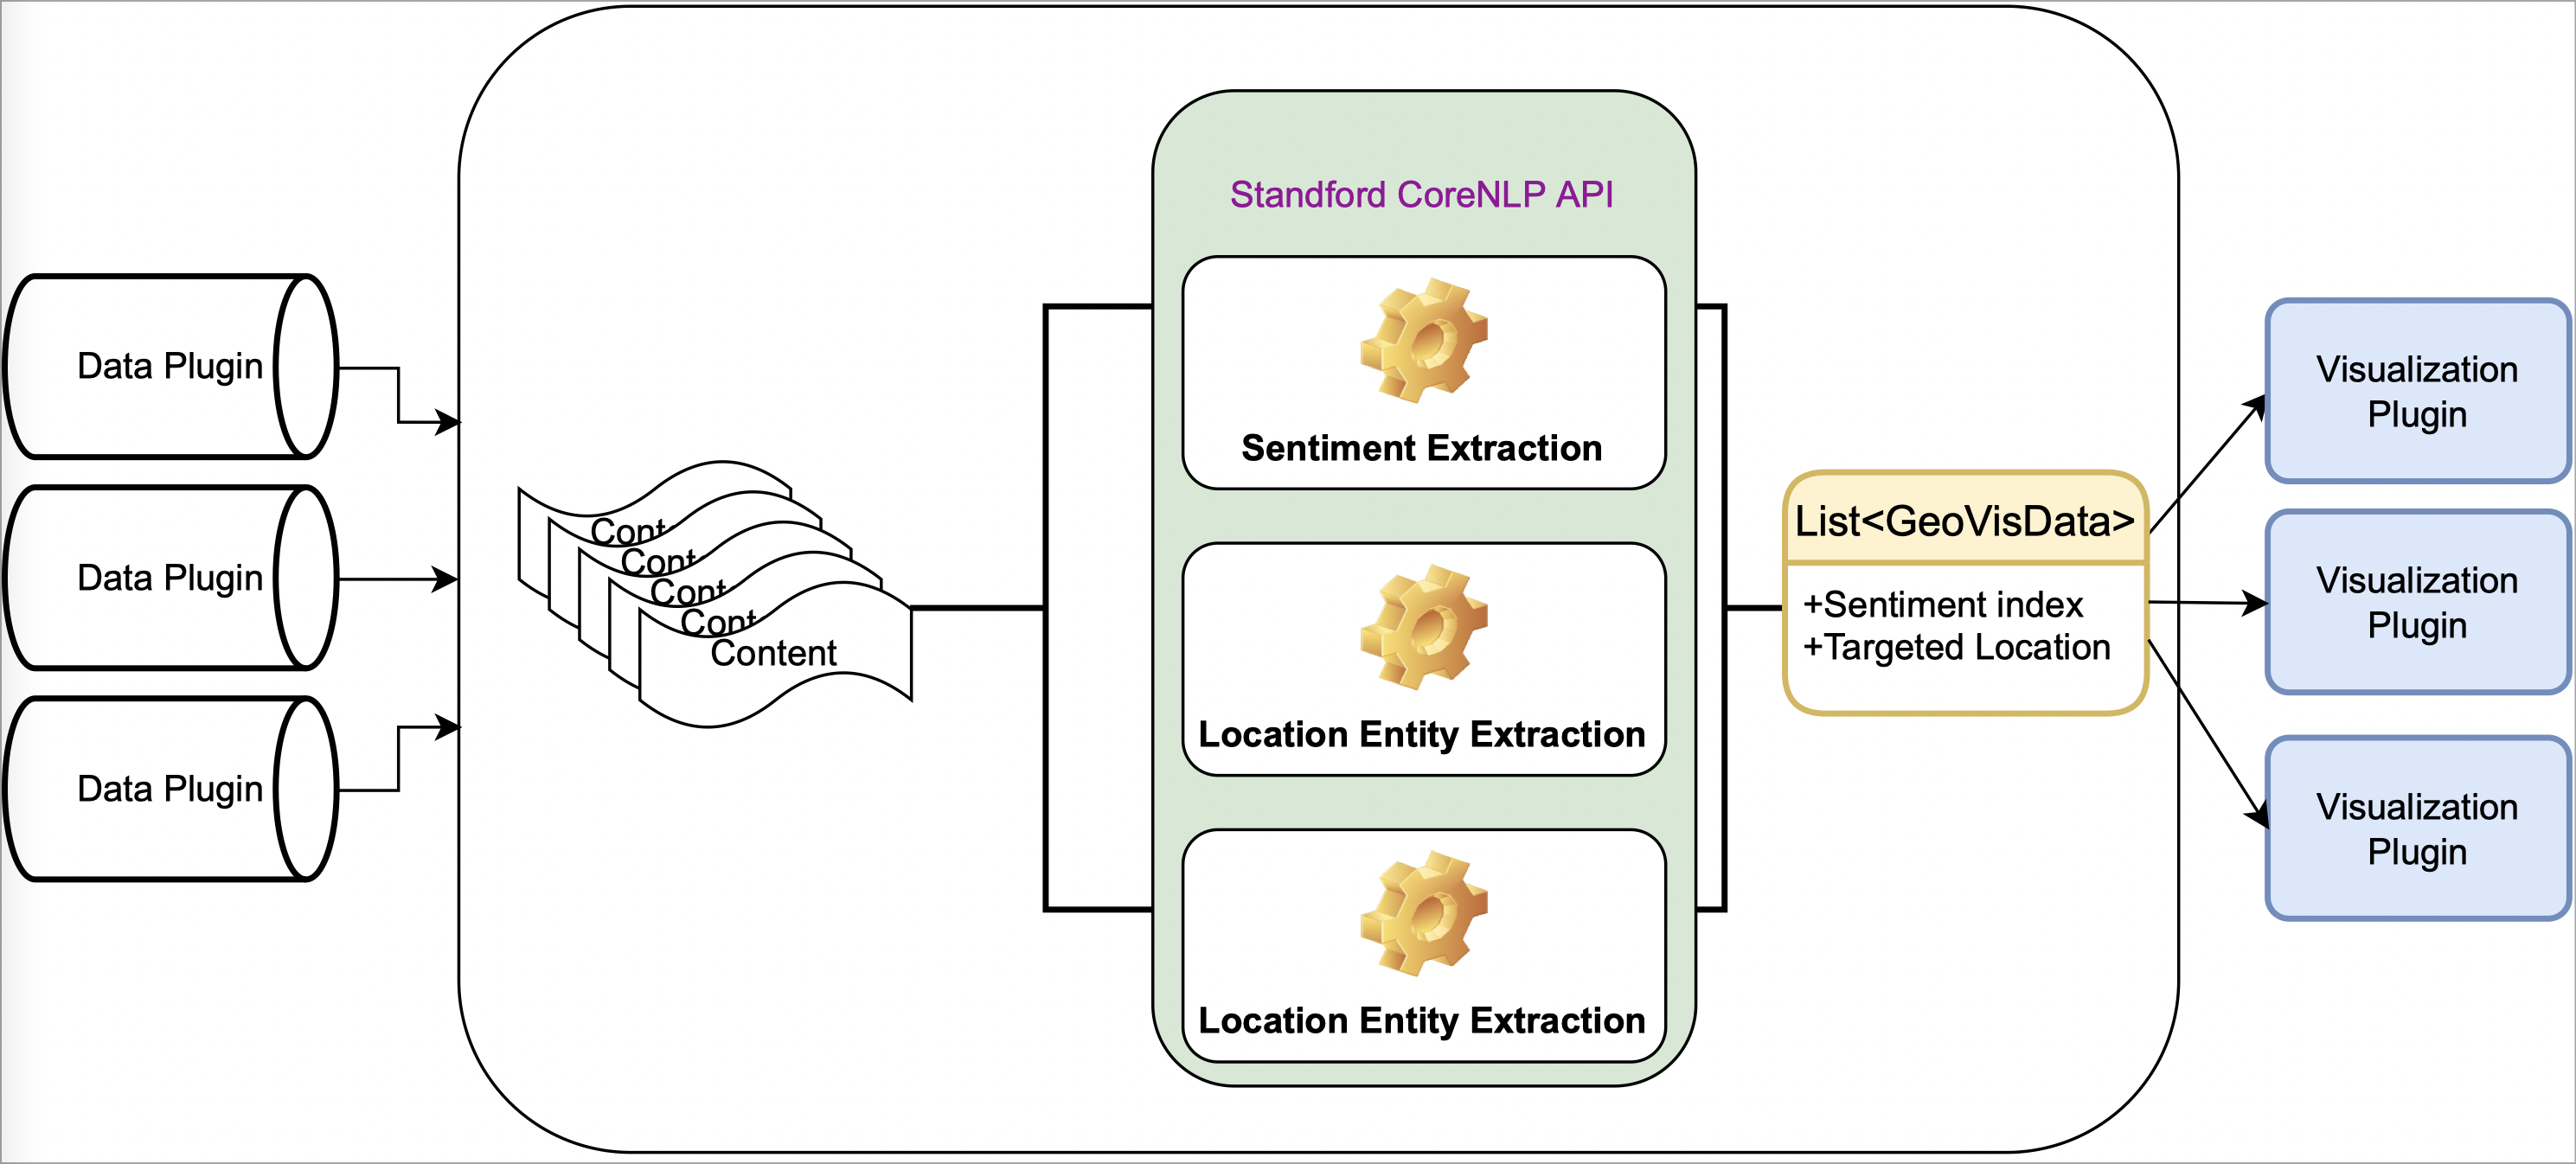 Data Plugin
Data Plugin
Data Plugin
Cont
Cont
Cont
Cont
Content
Standford CoreNLP API
Sentiment Extraction
Location Entity Extraction
Location Entity Extraction
List<GeoVisData>
+Sentiment index
+Targeted Location
Visualization
Plugin
Visualization
Plugin
Visualization
Plugin